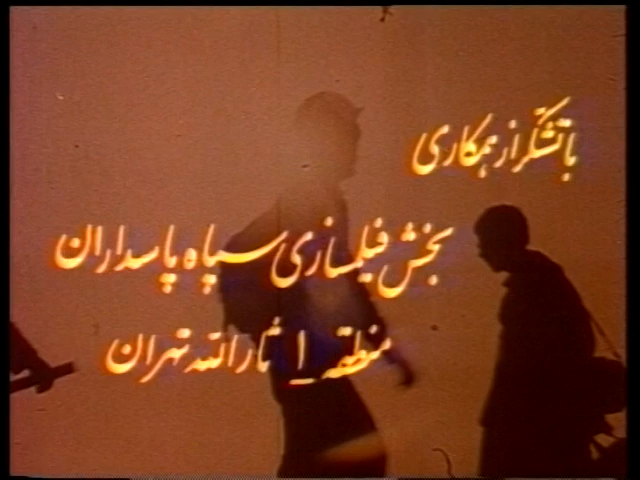 با تشکر از همکاری
بخش فیلمسازی سپاه پاسداران
منطقه ۱ ثارالله تهران